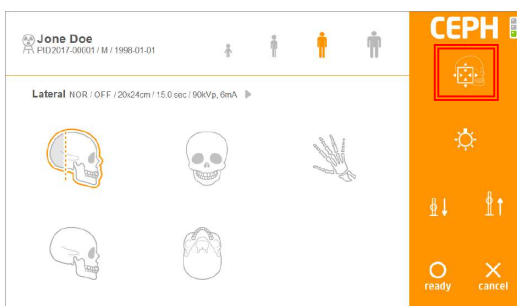 Jone Doe
PID2017-00001 / M / 1998-01-01
CEPH
Lateral NOR / OFF / 20x24cm / 15.0 sec / 90kVp, 6mA
ready
cancel